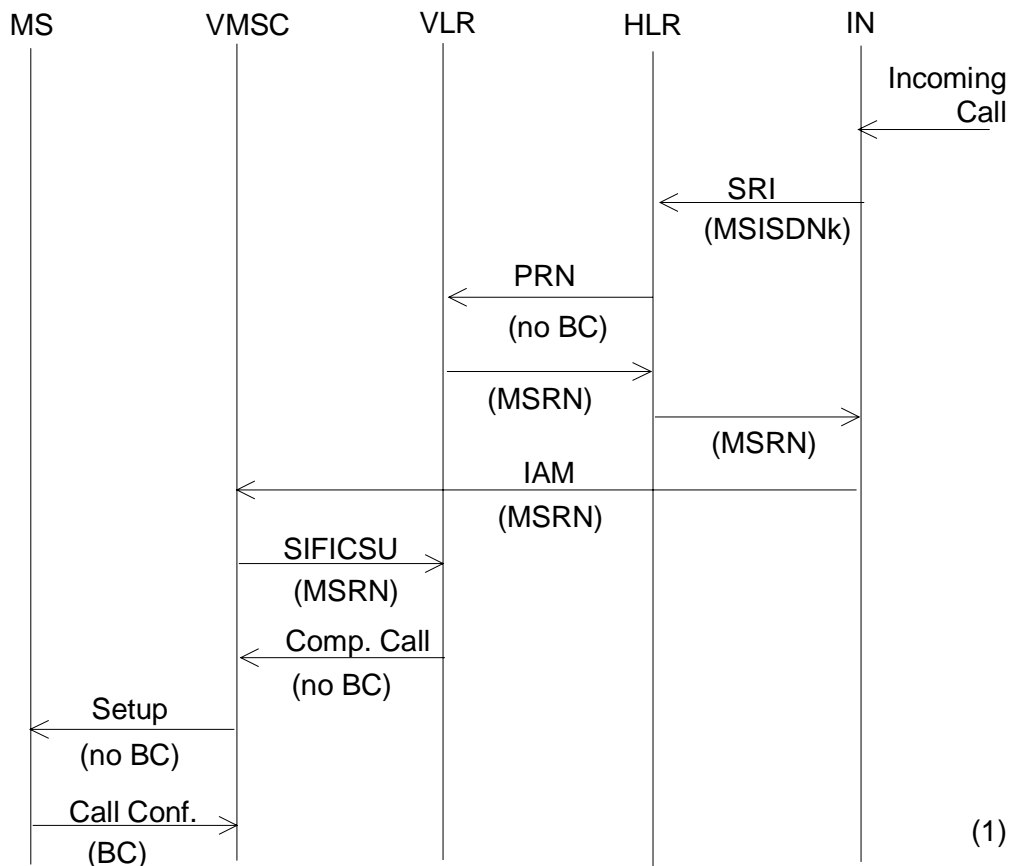 MS VMSC VLR HLR IN
Incoming
Call
SRI
(MSISDNk)
PRN
(no BC)
(MSRN)
(MSRN)
IAM
(MSRN)
SIFICSU
(MSRN)
Comp. Call
(no BC)
Setup
(no BC)
Call Conf.
(BC)
(1)